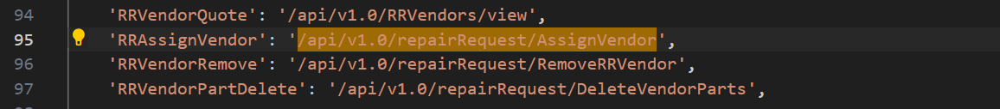 94 'RRVendorQuote': '/api/v1.0/RRVendors/view',
95 'RRAssignVendor': '/api/v1.0/repairRequest/AssignVendor',
96 'RRVendorRemove': '/api/v1.0/repairRequest/RemoveRRVendor',
97 'RRVendorPartDelete': '/api/v1.0/repairRequest/DeleteVendorParts',